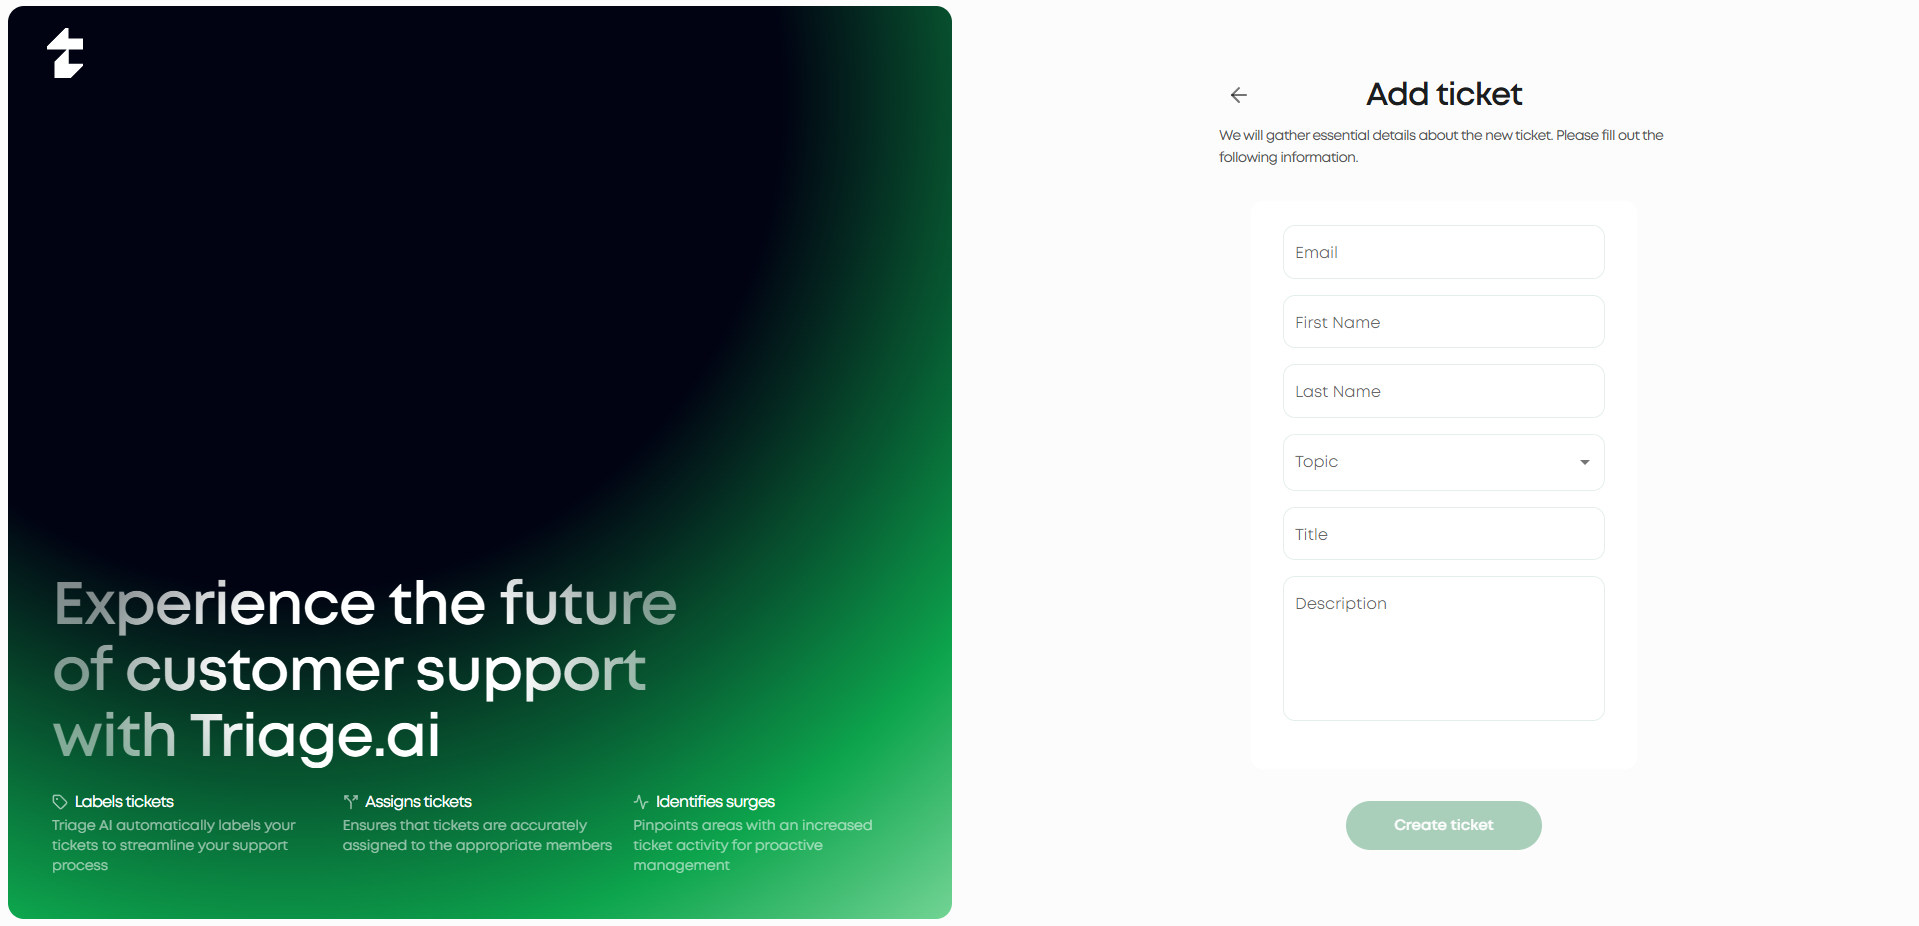 Experience the future
of customer support
with Triage.ai
Labels tickets
Triage AI automatically labels your
tickets to streamline your support
process
Assigns tickets
Ensures that tickets are accurately
assigned to the appropriate members
Identifies surges
Pinpoints areas with an increased
ticket activity for proactive
management
Add ticket
We will gather essential details about the new ticket. Please fill out the
following information.
Email
First Name
Last Name
Topic
Title
Description
Create ticket